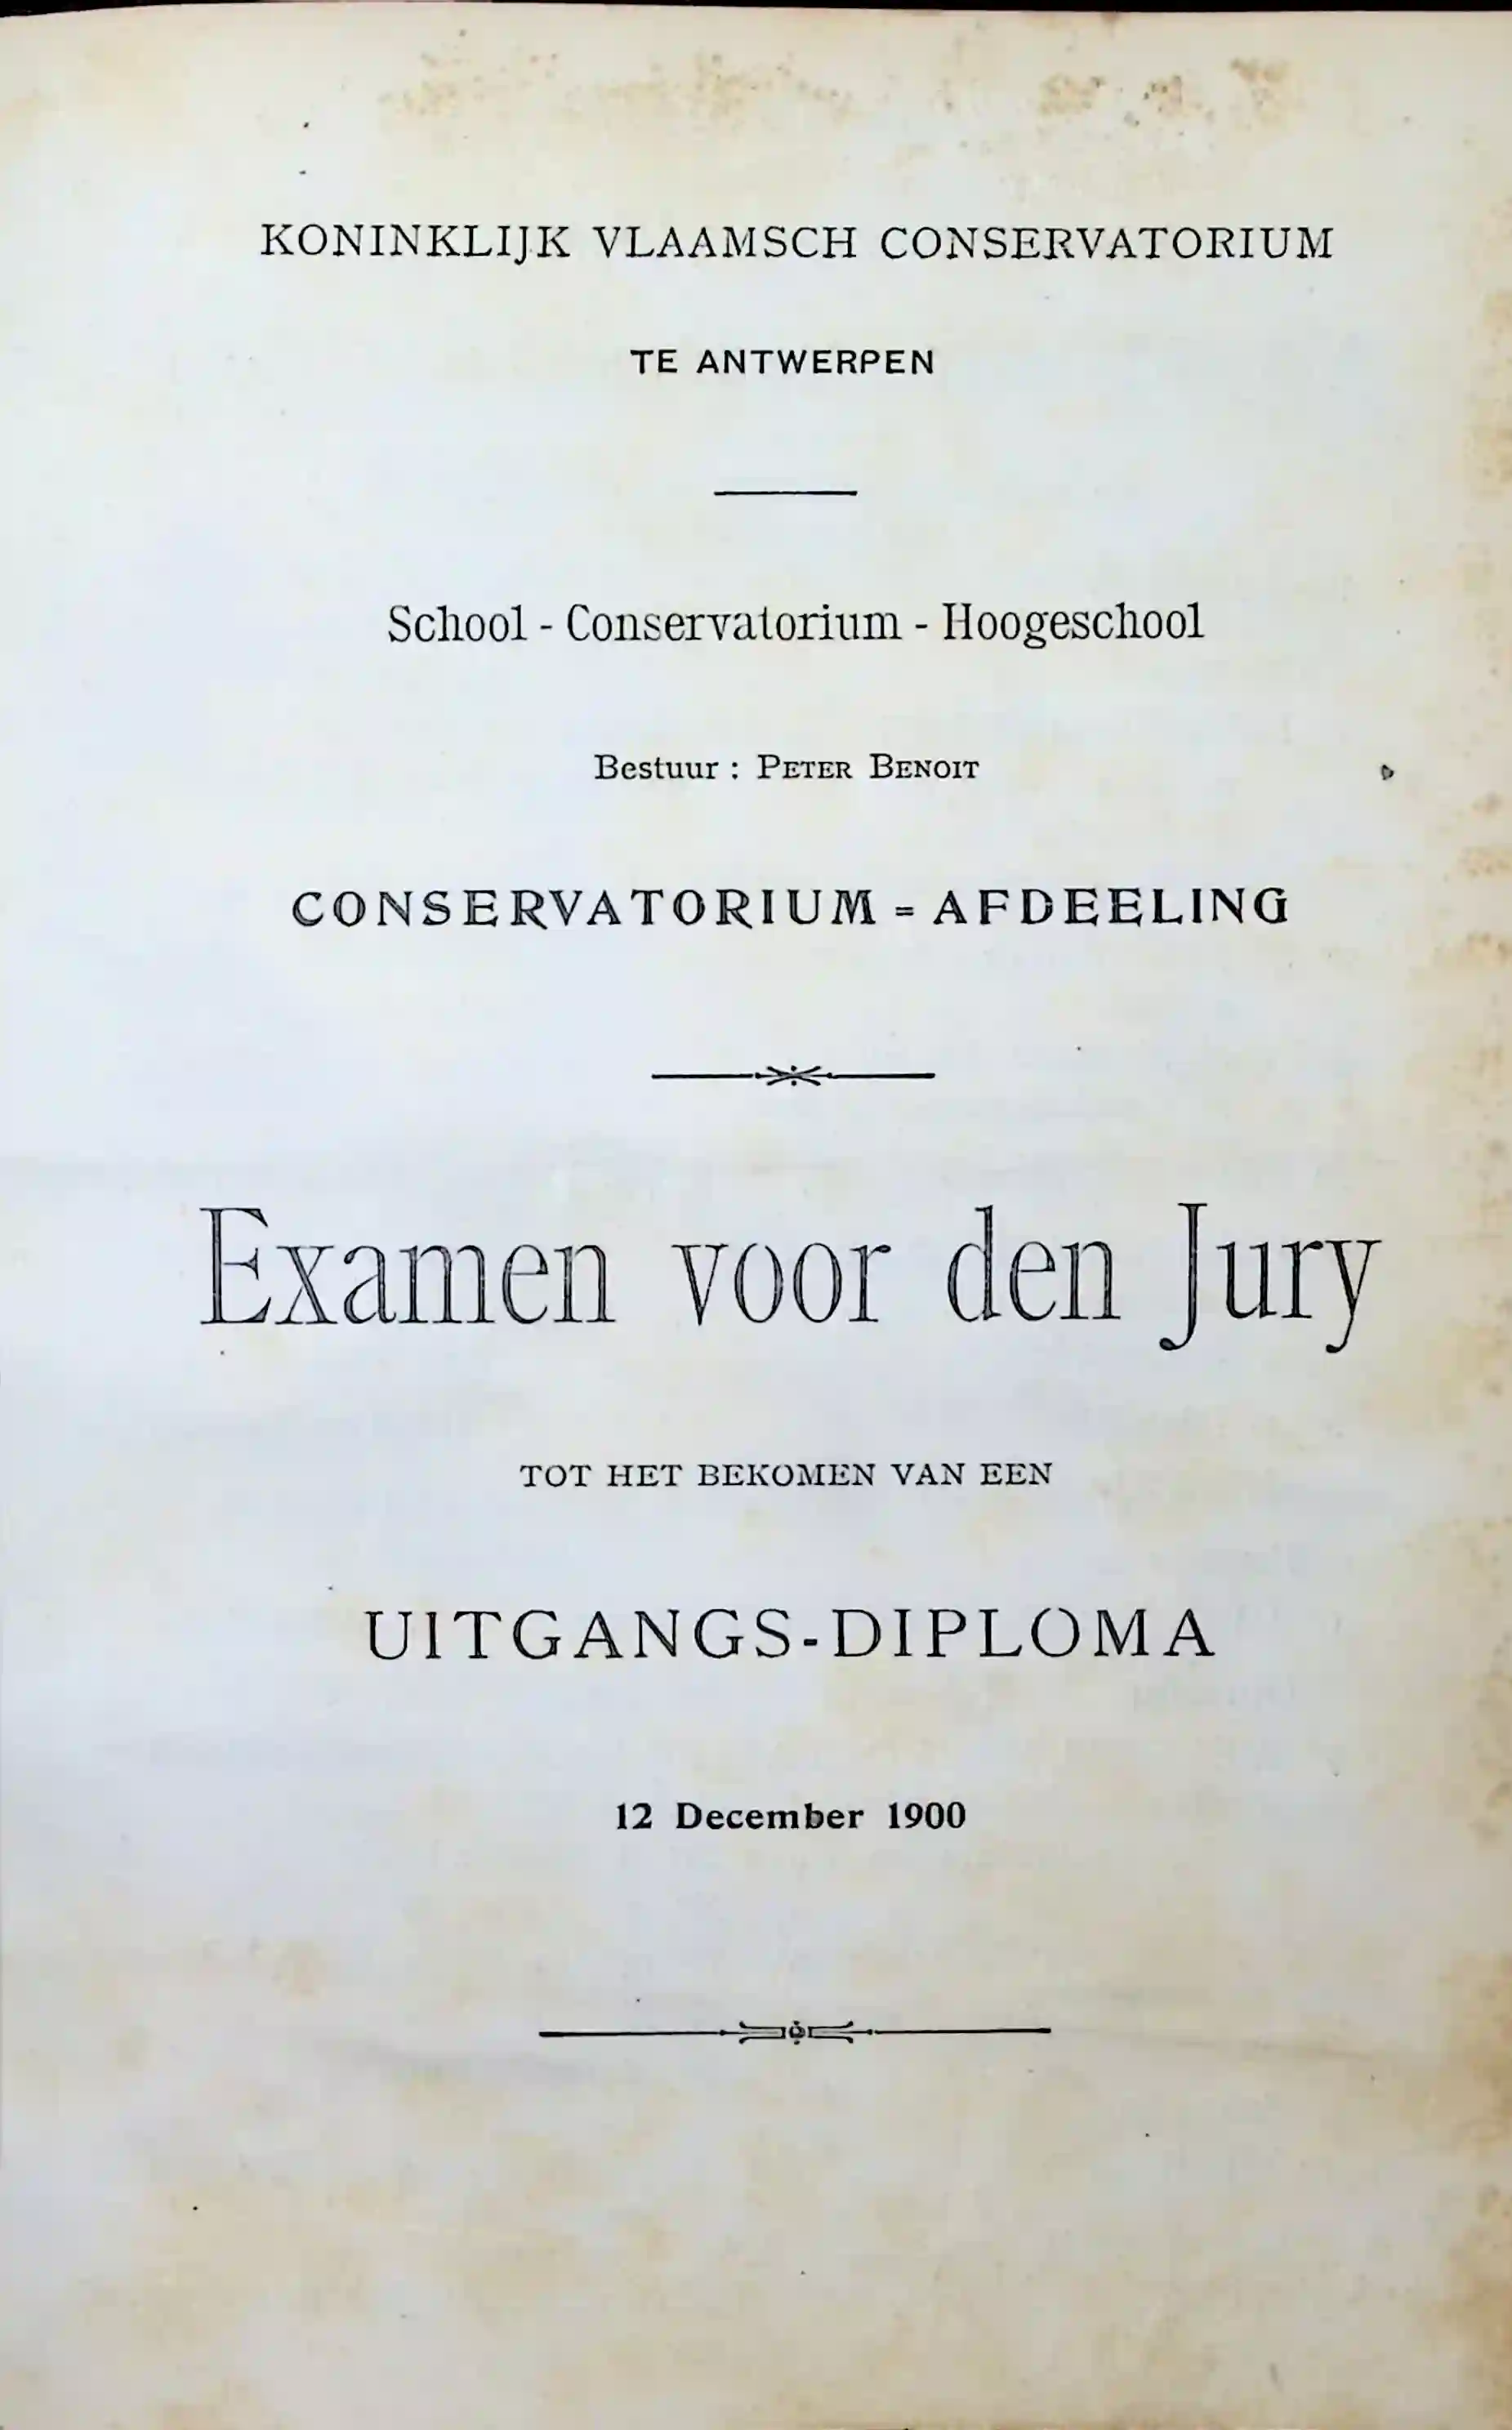 KONINKLIJK VLAAMSCH CONSERVATORIUM
TE ANTWERPEN
School - Conservatorium - Hoogeschool
Bestuur : PETER BENOIT
CONSERVATORIUM = AFDEELING
Examen voor den Jury
TOT HET BEKOMEN VAN EEN
UITGANGS-DIPLOMA
12 December 1900